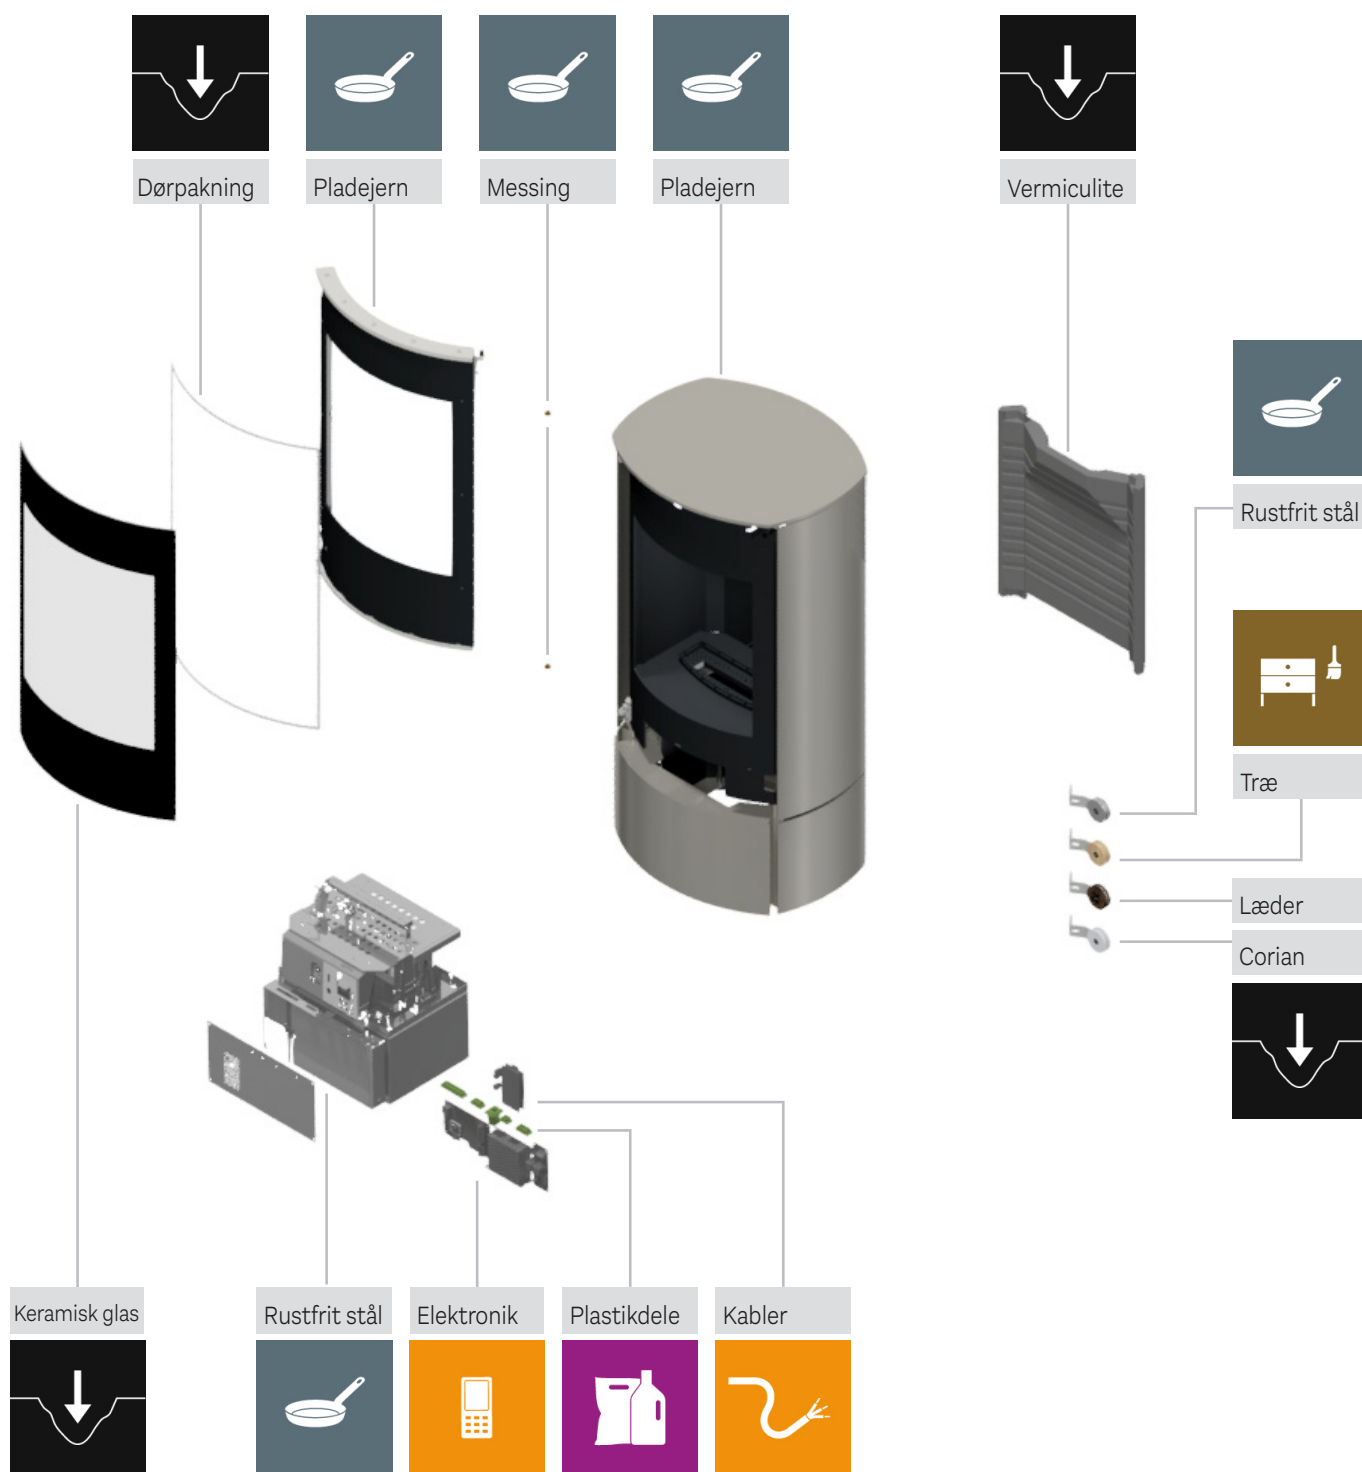 Dørpakning
Pladejern
Messing
Pladejern
Vermiculite
Rustfrit stål
Træ
Læder
Corian
Keramisk glas
Rustfrit stål
Elektronik
Plastikdele
Kabler